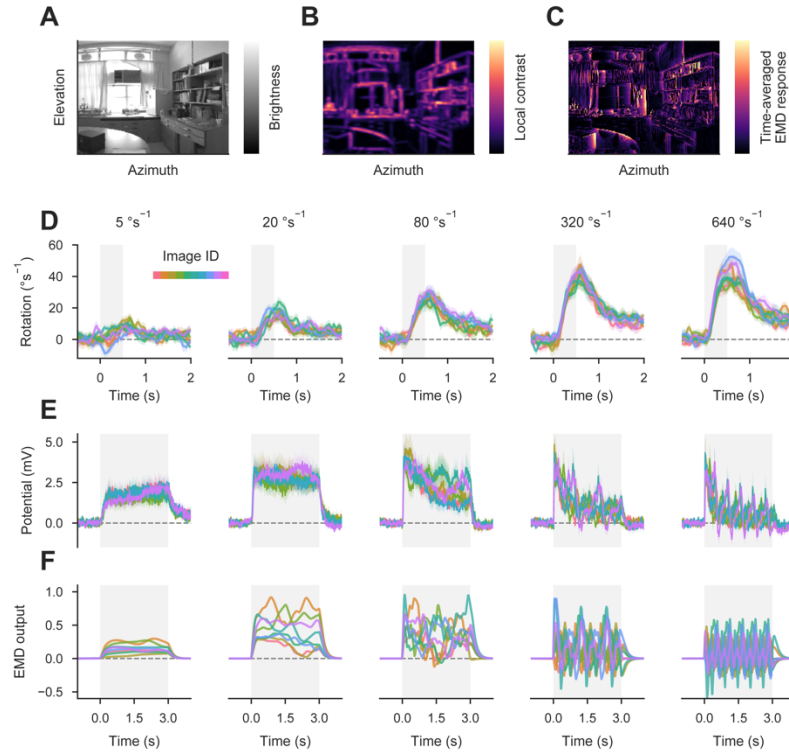 A
B
C
Elevation
Azimuth
Brightness
Azimuth
Local contrast
Azimuth
Time-averaged
EMD response
D
5 °s⁻¹
20 °s⁻¹
80 °s⁻¹
320 °s⁻¹
640 °s⁻¹
Image ID
Rotation (°s⁻¹)
60
40
20
0
0 1 2
0 1 2
0 1 2
0 1 2
0 1
Time (s)
Time (s)
Time (s)
Time (s)
Time (s)
E
Potential (mV)
5.0
2.5
0.0
F
EMD output
1.0
0.5
0.0
−0.5
0.0 1.5 3.0
0.0 1.5 3.0
0.0 1.5 3.0
0.0 1.5 3.0
0.0 1.5 3.0
Time (s)
Time (s)
Time (s)
Time (s)
Time (s)